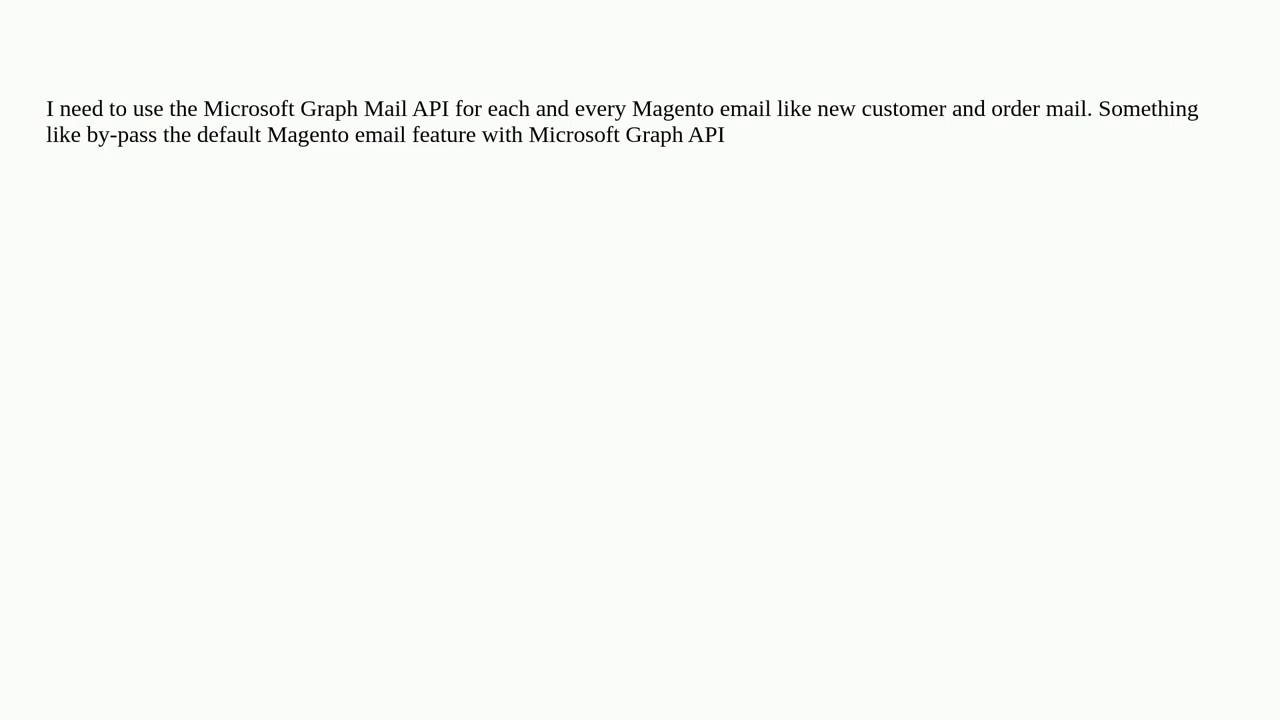 I need to use the Microsoft Graph Mail API for each and every Magento email like new customer and order mail. Something
like by-pass the default Magento email feature with Microsoft Graph API